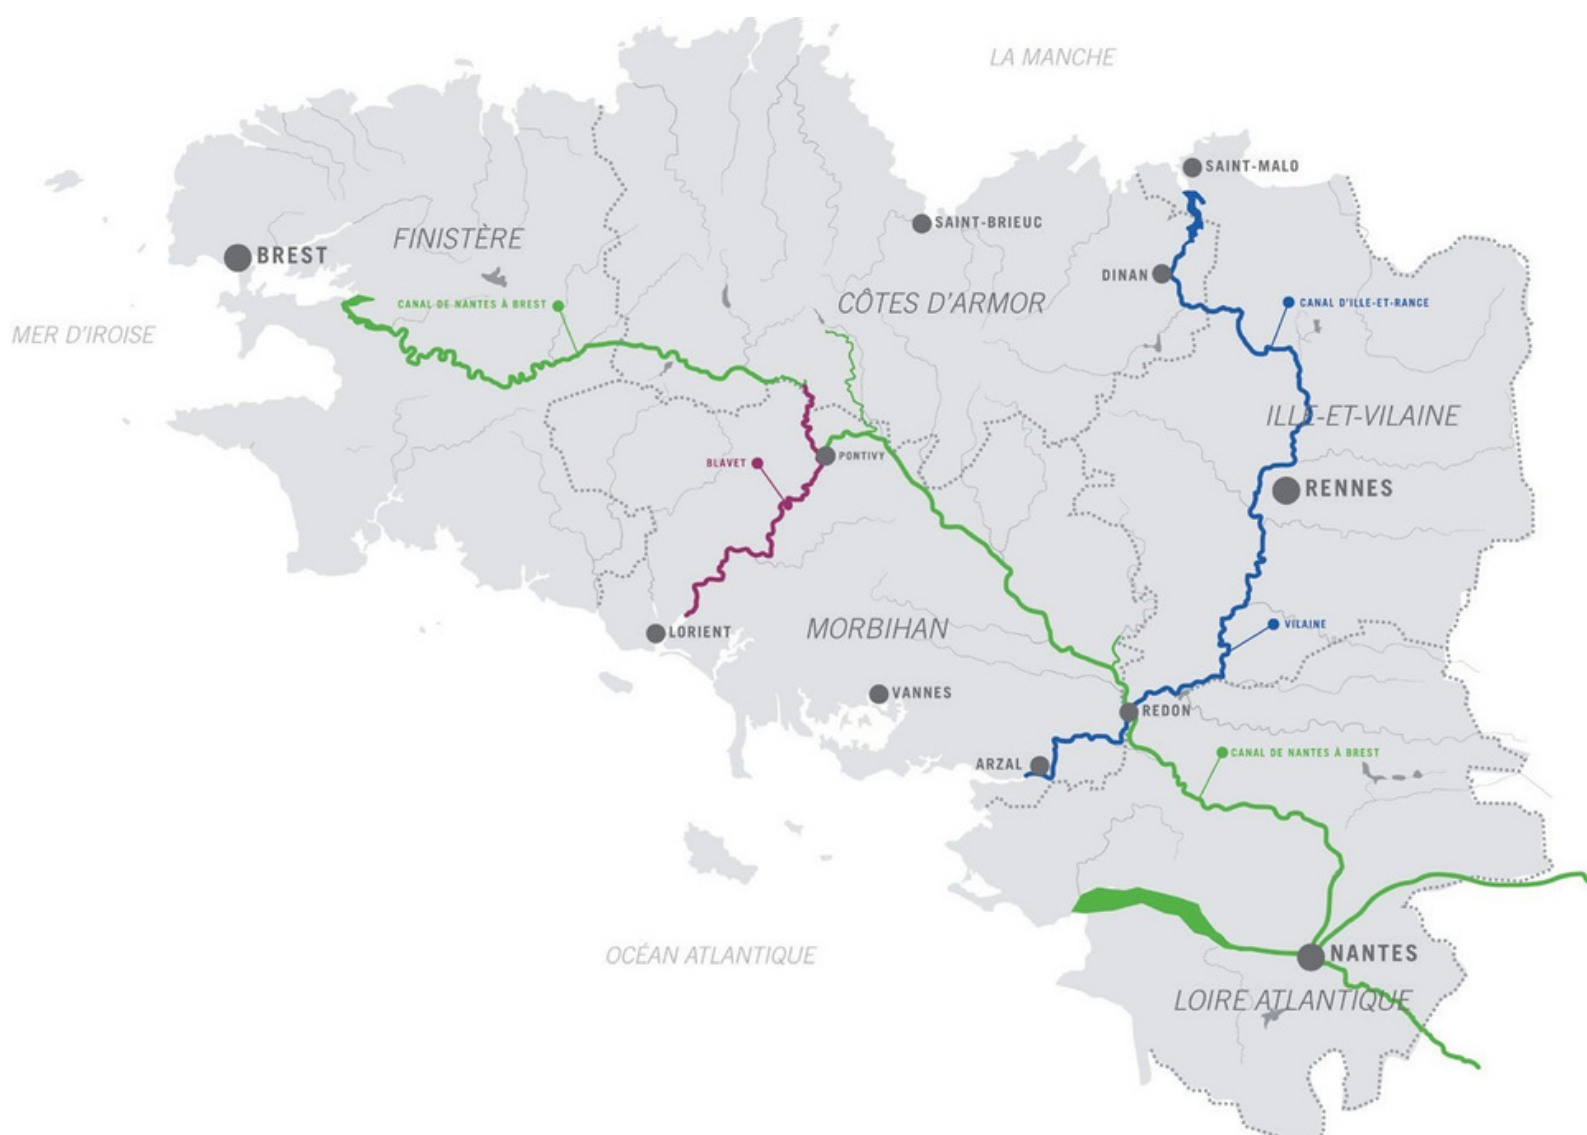 LA MANCHE
SAINT-MALO
SAINT-BRIEUC
FINISTÈRE
BREST
DINAN
CÔTES D'ARMOR
CANAL DE NANTES À BREST
CANAL D'ILLE-ET-RANCE
MER D'IROISE
ILLE-ET-VILAINE
PONTIVY
BLAVET
RENNES
VILAINE
MORBIHAN
LORIENT
VANNES
REDON
CANAL DE NANTES À BREST
ARZAL
OCÉAN ATLANTIQUE
NANTES
LOIRE ATLANTIQUE